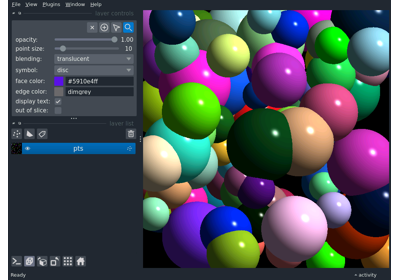 File View Plugins Window Help
layer controls
opacity: 1.00
point size: 10
blending: translucent
symbol: disc
face color: #5910e4ff
edge color: dimgrey
display text: ✓
out of slice:
layer list
pts
Ready
activity